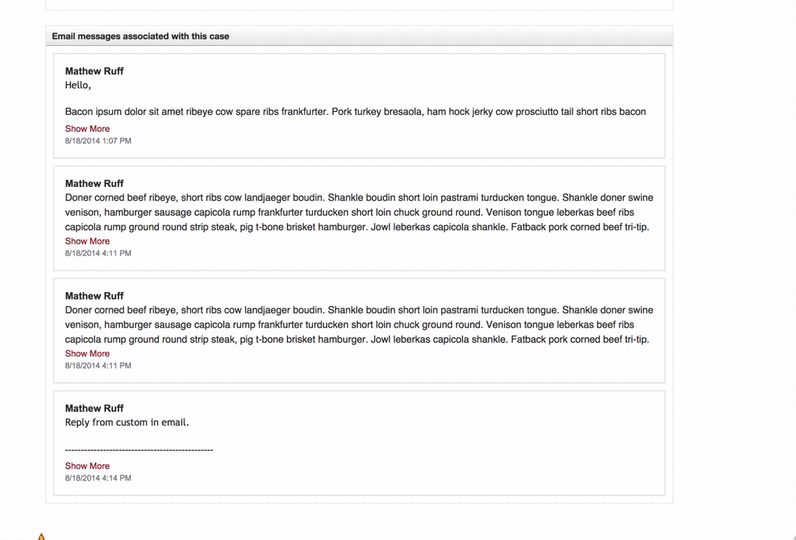 Email messages associated with this case
Mathew Ruff
Hello,
Bacon ipsum dolor sit amet ribeye cow spare ribs frankfurter. Pork turkey bresaola, ham hock jerky cow prosciutto tail short ribs bacon
Show More
8/18/2014 1:07 PM
Mathew Ruff
Doner corned beef ribeye, short ribs cow landjaeger boudin. Shankle boudin short loin pastrami turducken tongue. Shankle doner swine
venison, hamburger sausage capicola rump frankfurter turducken short loin chuck ground round. Venison tongue leberkas beef ribs
capicola rump ground round strip steak, pig t-bone brisket hamburger. Jowl leberkas capicola shankle. Fatback pork corned beef tri-tip.
Show More
8/18/2014 4:11 PM
Mathew Ruff
Doner corned beef ribeye, short ribs cow landjaeger boudin. Shankle boudin short loin pastrami turducken tongue. Shankle doner swine
venison, hamburger sausage capicola rump frankfurter turducken short loin chuck ground round. Venison tongue leberkas beef ribs
capicola rump ground round strip steak, pig t-bone brisket hamburger. Jowl leberkas capicola shankle. Fatback pork corned beef tri-tip.
Show More
8/18/2014 4:11 PM
Mathew Ruff
Reply from custom in email.
-----------------------------------------------
Show More
8/18/2014 4:14 PM